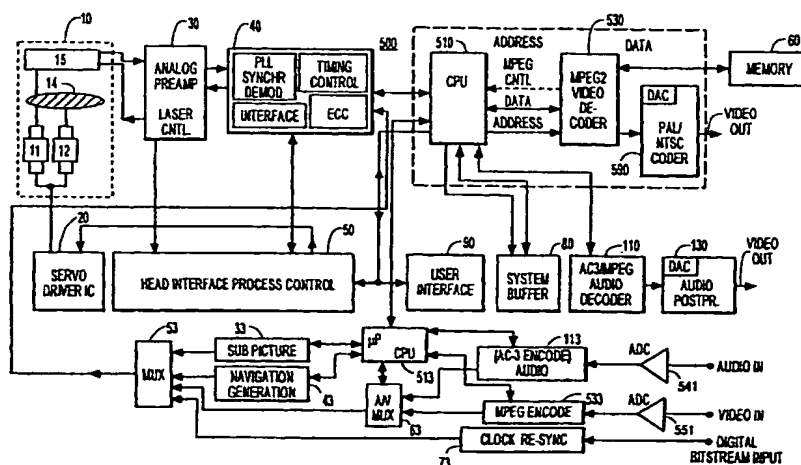 10
15
14
11
12
30
ANALOG
PREAMP
LASER
CNTL.
40
PLL
SYNCHR
DEMOD
TIMING
CONTROL
INTERFACE
ECC
500
510
CPU
ADDRESS
MPEG
CNTL
DATA
ADDRESS
530
MPEG2
VIDEO DE-
CODER
DATA
60
MEMORY
DAC
PAL/
NTSC
CODER
590
VIDEO
OUT
20
SERVO
DRIVER IC
50
HEAD INTERFACE PROCESS CONTROL
90
USER
INTERFACE
80
SYSTEM
BUFFER
110
AC3/MPEG
AUDIO
DECODER
130
DAC
AUDIO
POSTPR.
VIDEO
OUT
53
MUX
33
SUB PICTURE
NAVIGATION
GENERATION
43
μP
CPU
513
A/V
MUX
63
113
(AC-3 ENCODE)
AUDIO
ADC
541
AUDIO IN
533
MPEG ENCODE
ADC
551
VIDEO IN
CLOCK RE-SYNC
73
DIGITAL
BITSTREAM INPUT